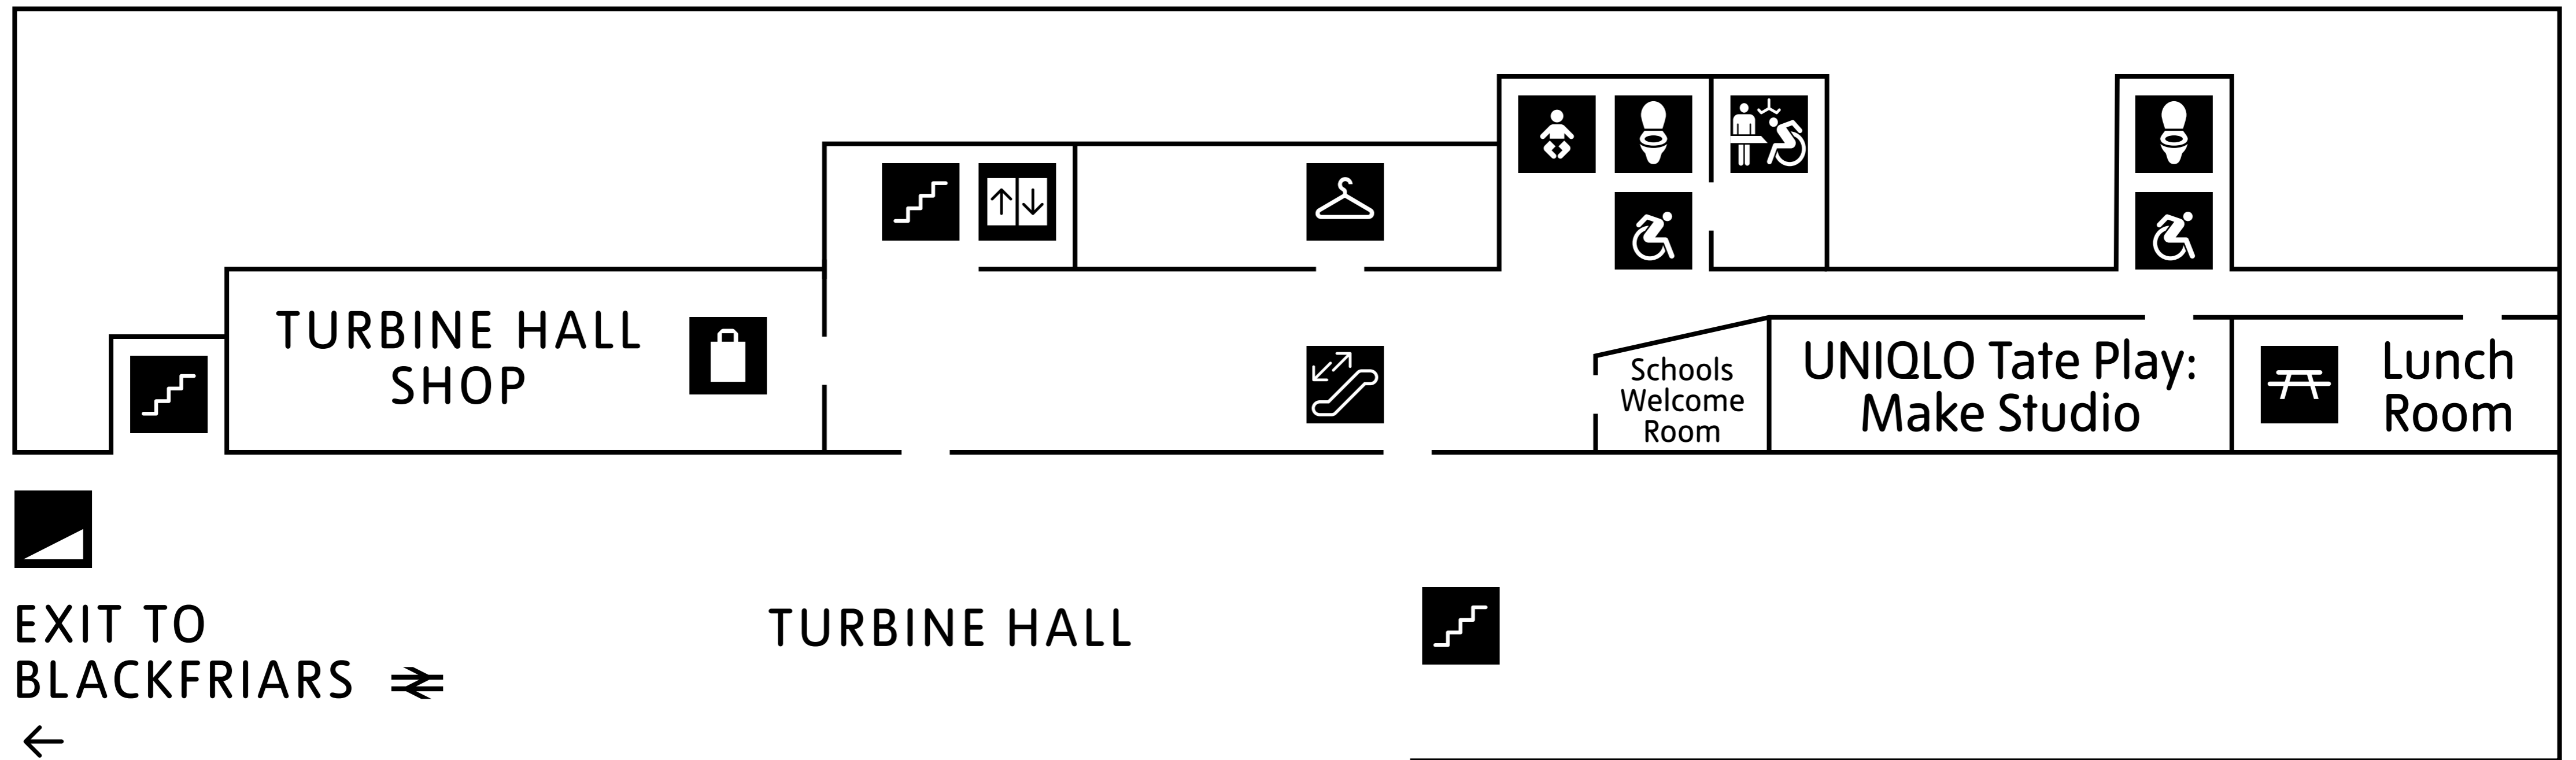 TURBINE HALL
SHOP
Schools
Welcome
Room
UNIQLO Tate Play:
Make Studio
Lunch
Room
EXIT TO
BLACKFRIARS
TURBINE HALL